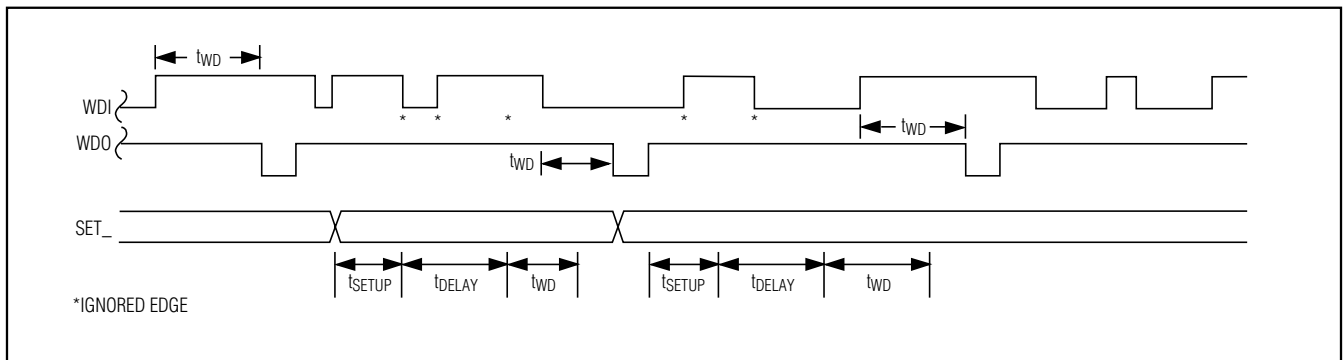 tWD
WDI
* * * * *
tWD
WDO
tWD
SET_
tSETUP tDELAY tWD tSETUP tDELAY tWD
*IGNORED EDGE